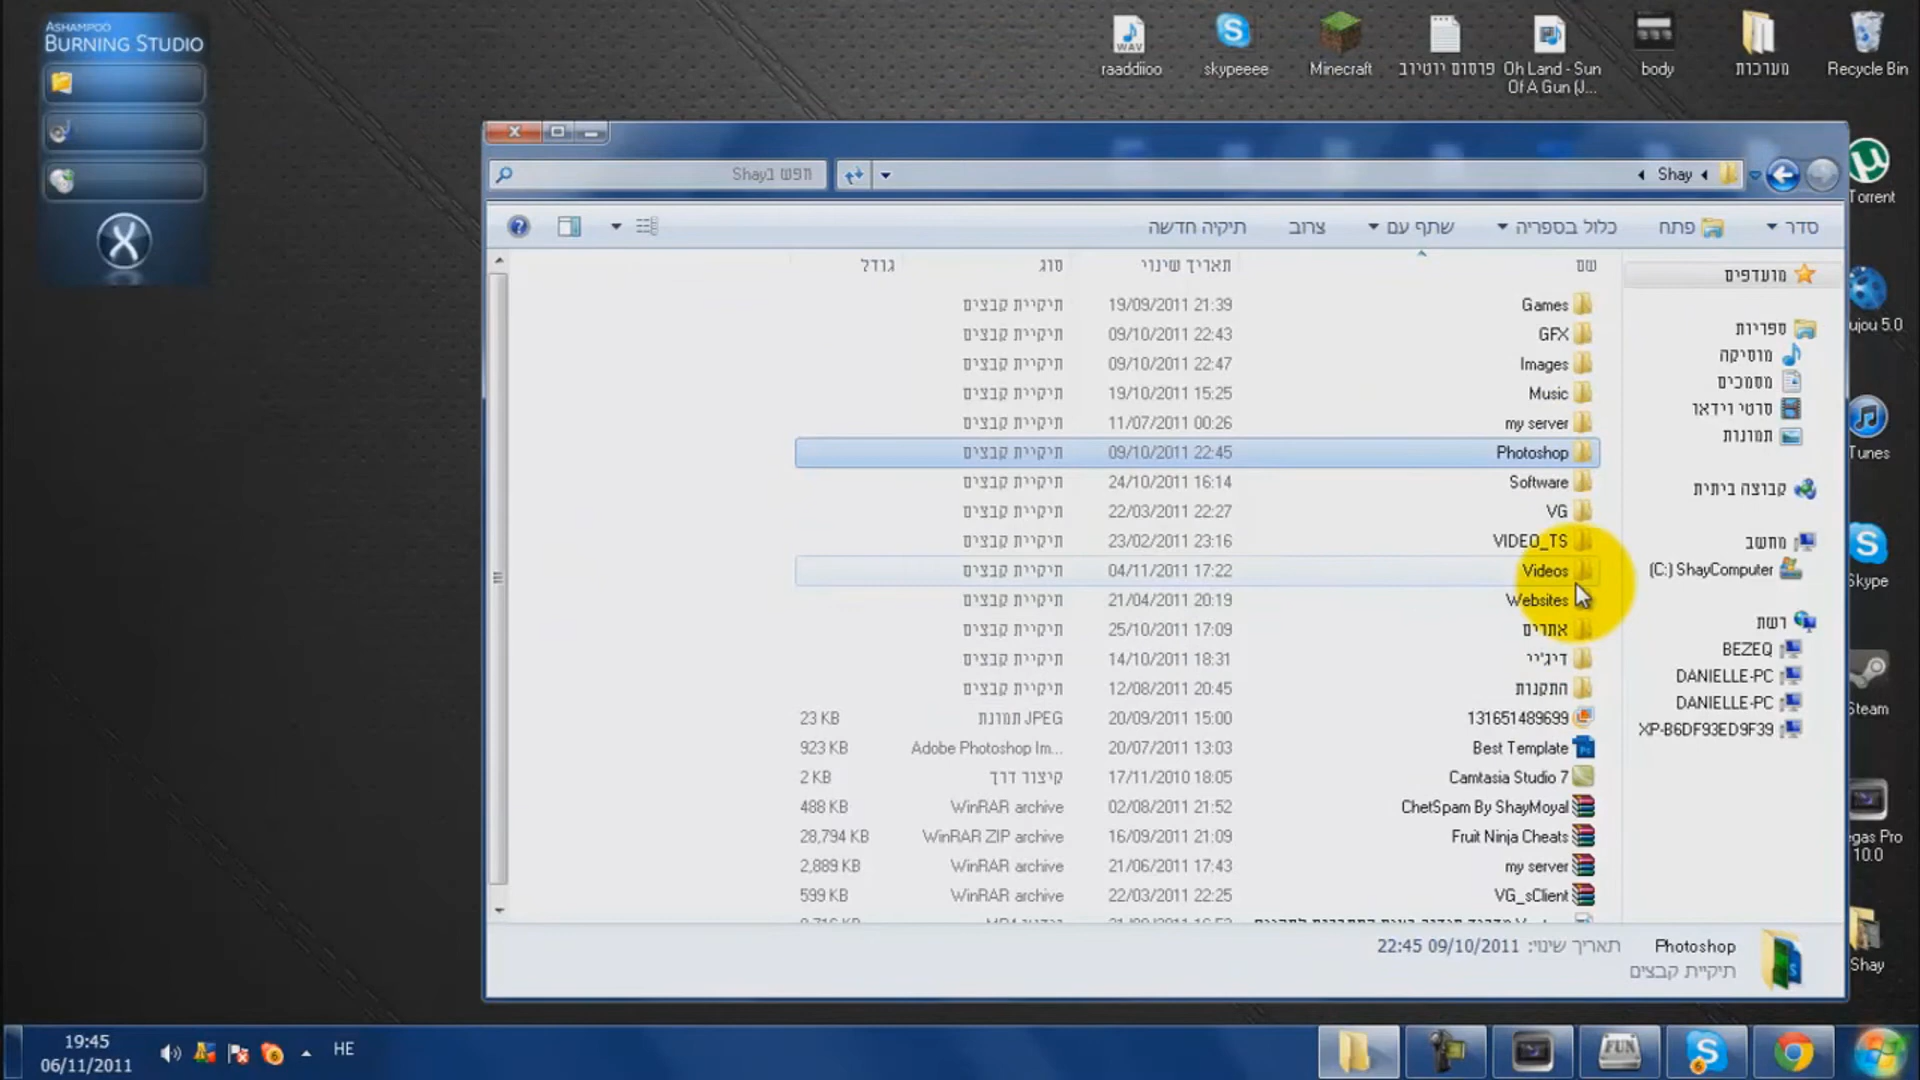 ASHAMPOO
BURNING STUDIO
raaddiioo
skypeeee
Minecraft
פרסום יוטיוב
Oh Land - Sun
Of A Gun (J...
body
מערכות
Recycle Bin
חפש בShay
Shay
סדר
פתח
כלול בספריה
שתף עם
צרוב
תיקיה חדשה
שם תאריך שינוי סוג גודל
Games 19/09/2011 21:39 תיקיית קבצים
GFX 09/10/2011 22:43 תיקיית קבצים
Images 09/10/2011 22:47 תיקיית קבצים
Music 19/10/2011 15:25 תיקיית קבצים
my server 11/07/2011 00:26 תיקיית קבצים
Photoshop 09/10/2011 22:45 תיקיית קבצים
Software 24/10/2011 16:14 תיקיית קבצים
VG 22/03/2011 22:27 תיקיית קבצים
VIDEO_TS 23/02/2011 23:16 תיקיית קבצים
Videos 04/11/2011 17:22 תיקיית קבצים
Websites 21/04/2011 20:19 תיקיית קבצים
אתרים 25/10/2011 17:09 תיקיית קבצים
דיג'יי 14/10/2011 18:31 תיקיית קבצים
התקנות 12/08/2011 20:45 תיקיית קבצים
131651489699 20/09/2011 15:00 תמונת JPEG 23 KB
Best Template 20/07/2011 13:03 Adobe Photoshop Im... 923 KB
Camtasia Studio 7 17/11/2010 18:05 קיצור דרך 2 KB
ChetSpam By ShayMoyal 02/08/2011 21:52 WinRAR archive 488 KB
Fruit Ninja Cheats 16/09/2011 21:09 WinRAR ZIP archive 28,794 KB
my server 21/06/2011 17:43 WinRAR archive 2,889 KB
VG_sClient 22/03/2011 22:25 WinRAR archive 599 KB
מועדפים
ספריות
מוסיקה
מסמכים
סרטי וידאו
תמונות
קבוצה ביתית
מחשב
(C:) ShayComputer
רשת
BEZEQ
DANIELLE-PC
DANIELLE-PC
XP-B6DF93ED9F39
Photoshop תאריך שינוי: 09/10/2011 22:45
תיקיית קבצים
Torrent
ujou 5.0
Tunes
Skype
Steam
egas Pro
10.0
Shay
19:45
06/11/2011
HE
FUN